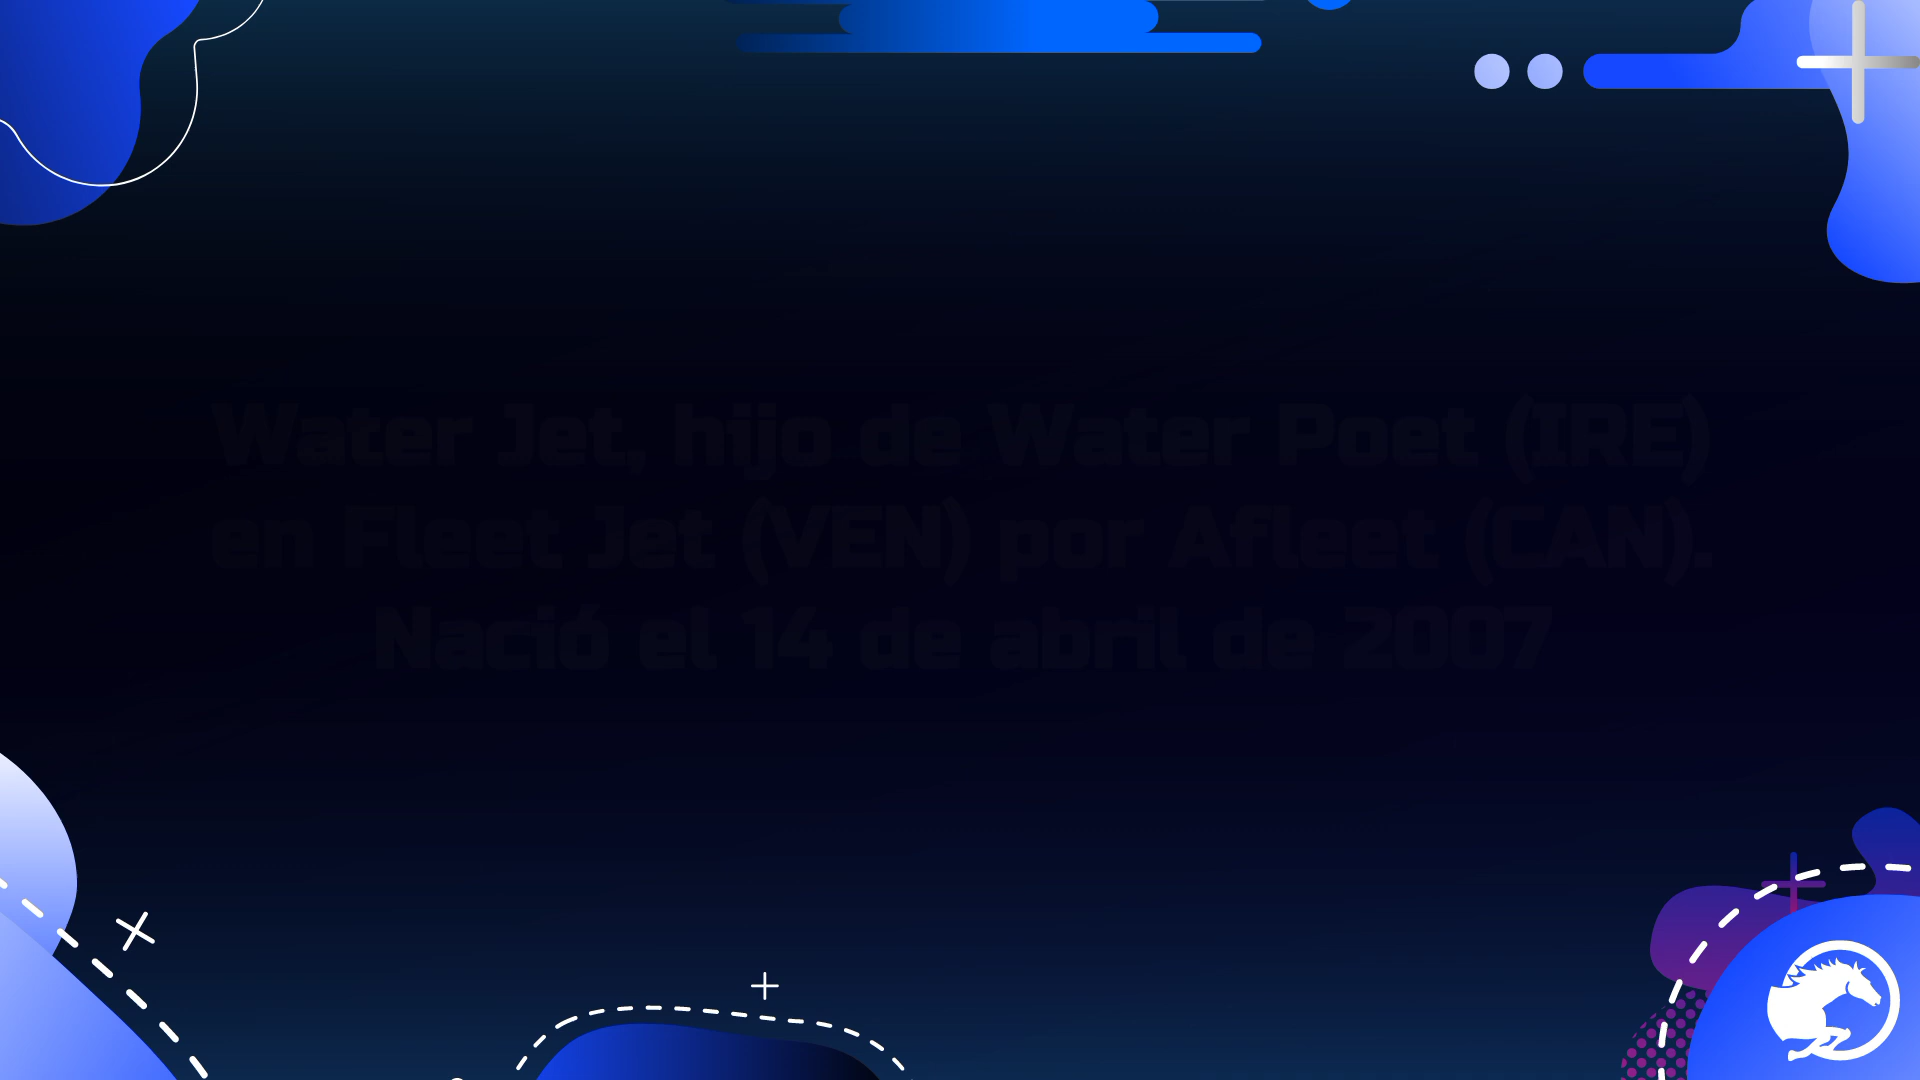 Water Jet, hijo de Water Poet (IRE)
en Fleet Jet (VEN) por Afleet (CAN).
Nació el 14 de abril de 2007